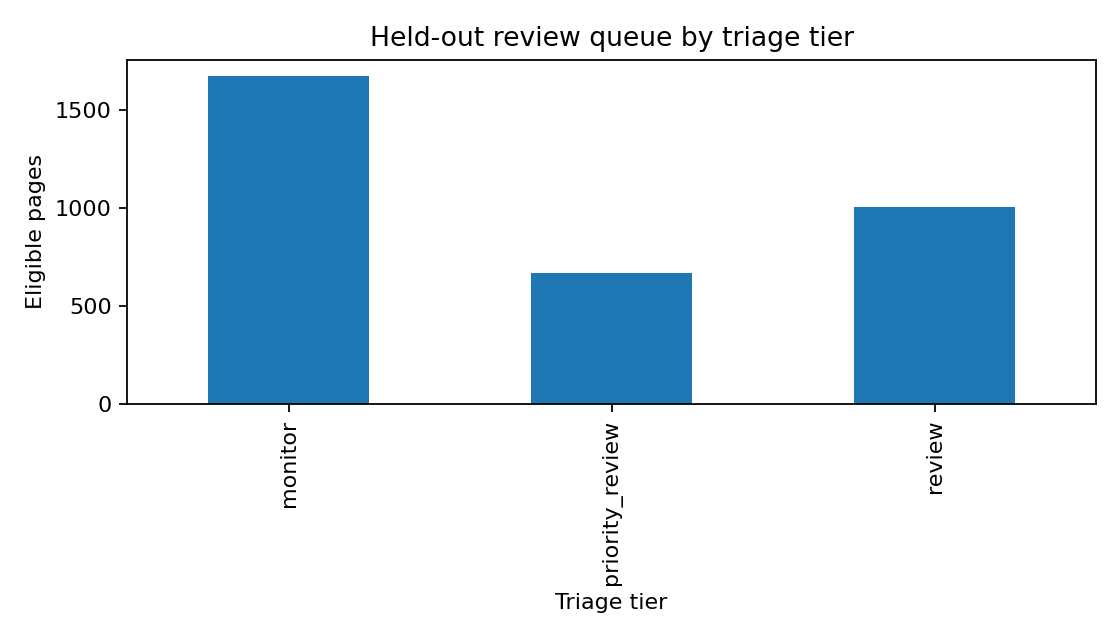 Held-out review queue by triage tier
Eligible pages
1500
1000
500
0
monitor
priority_review
review
Triage tier